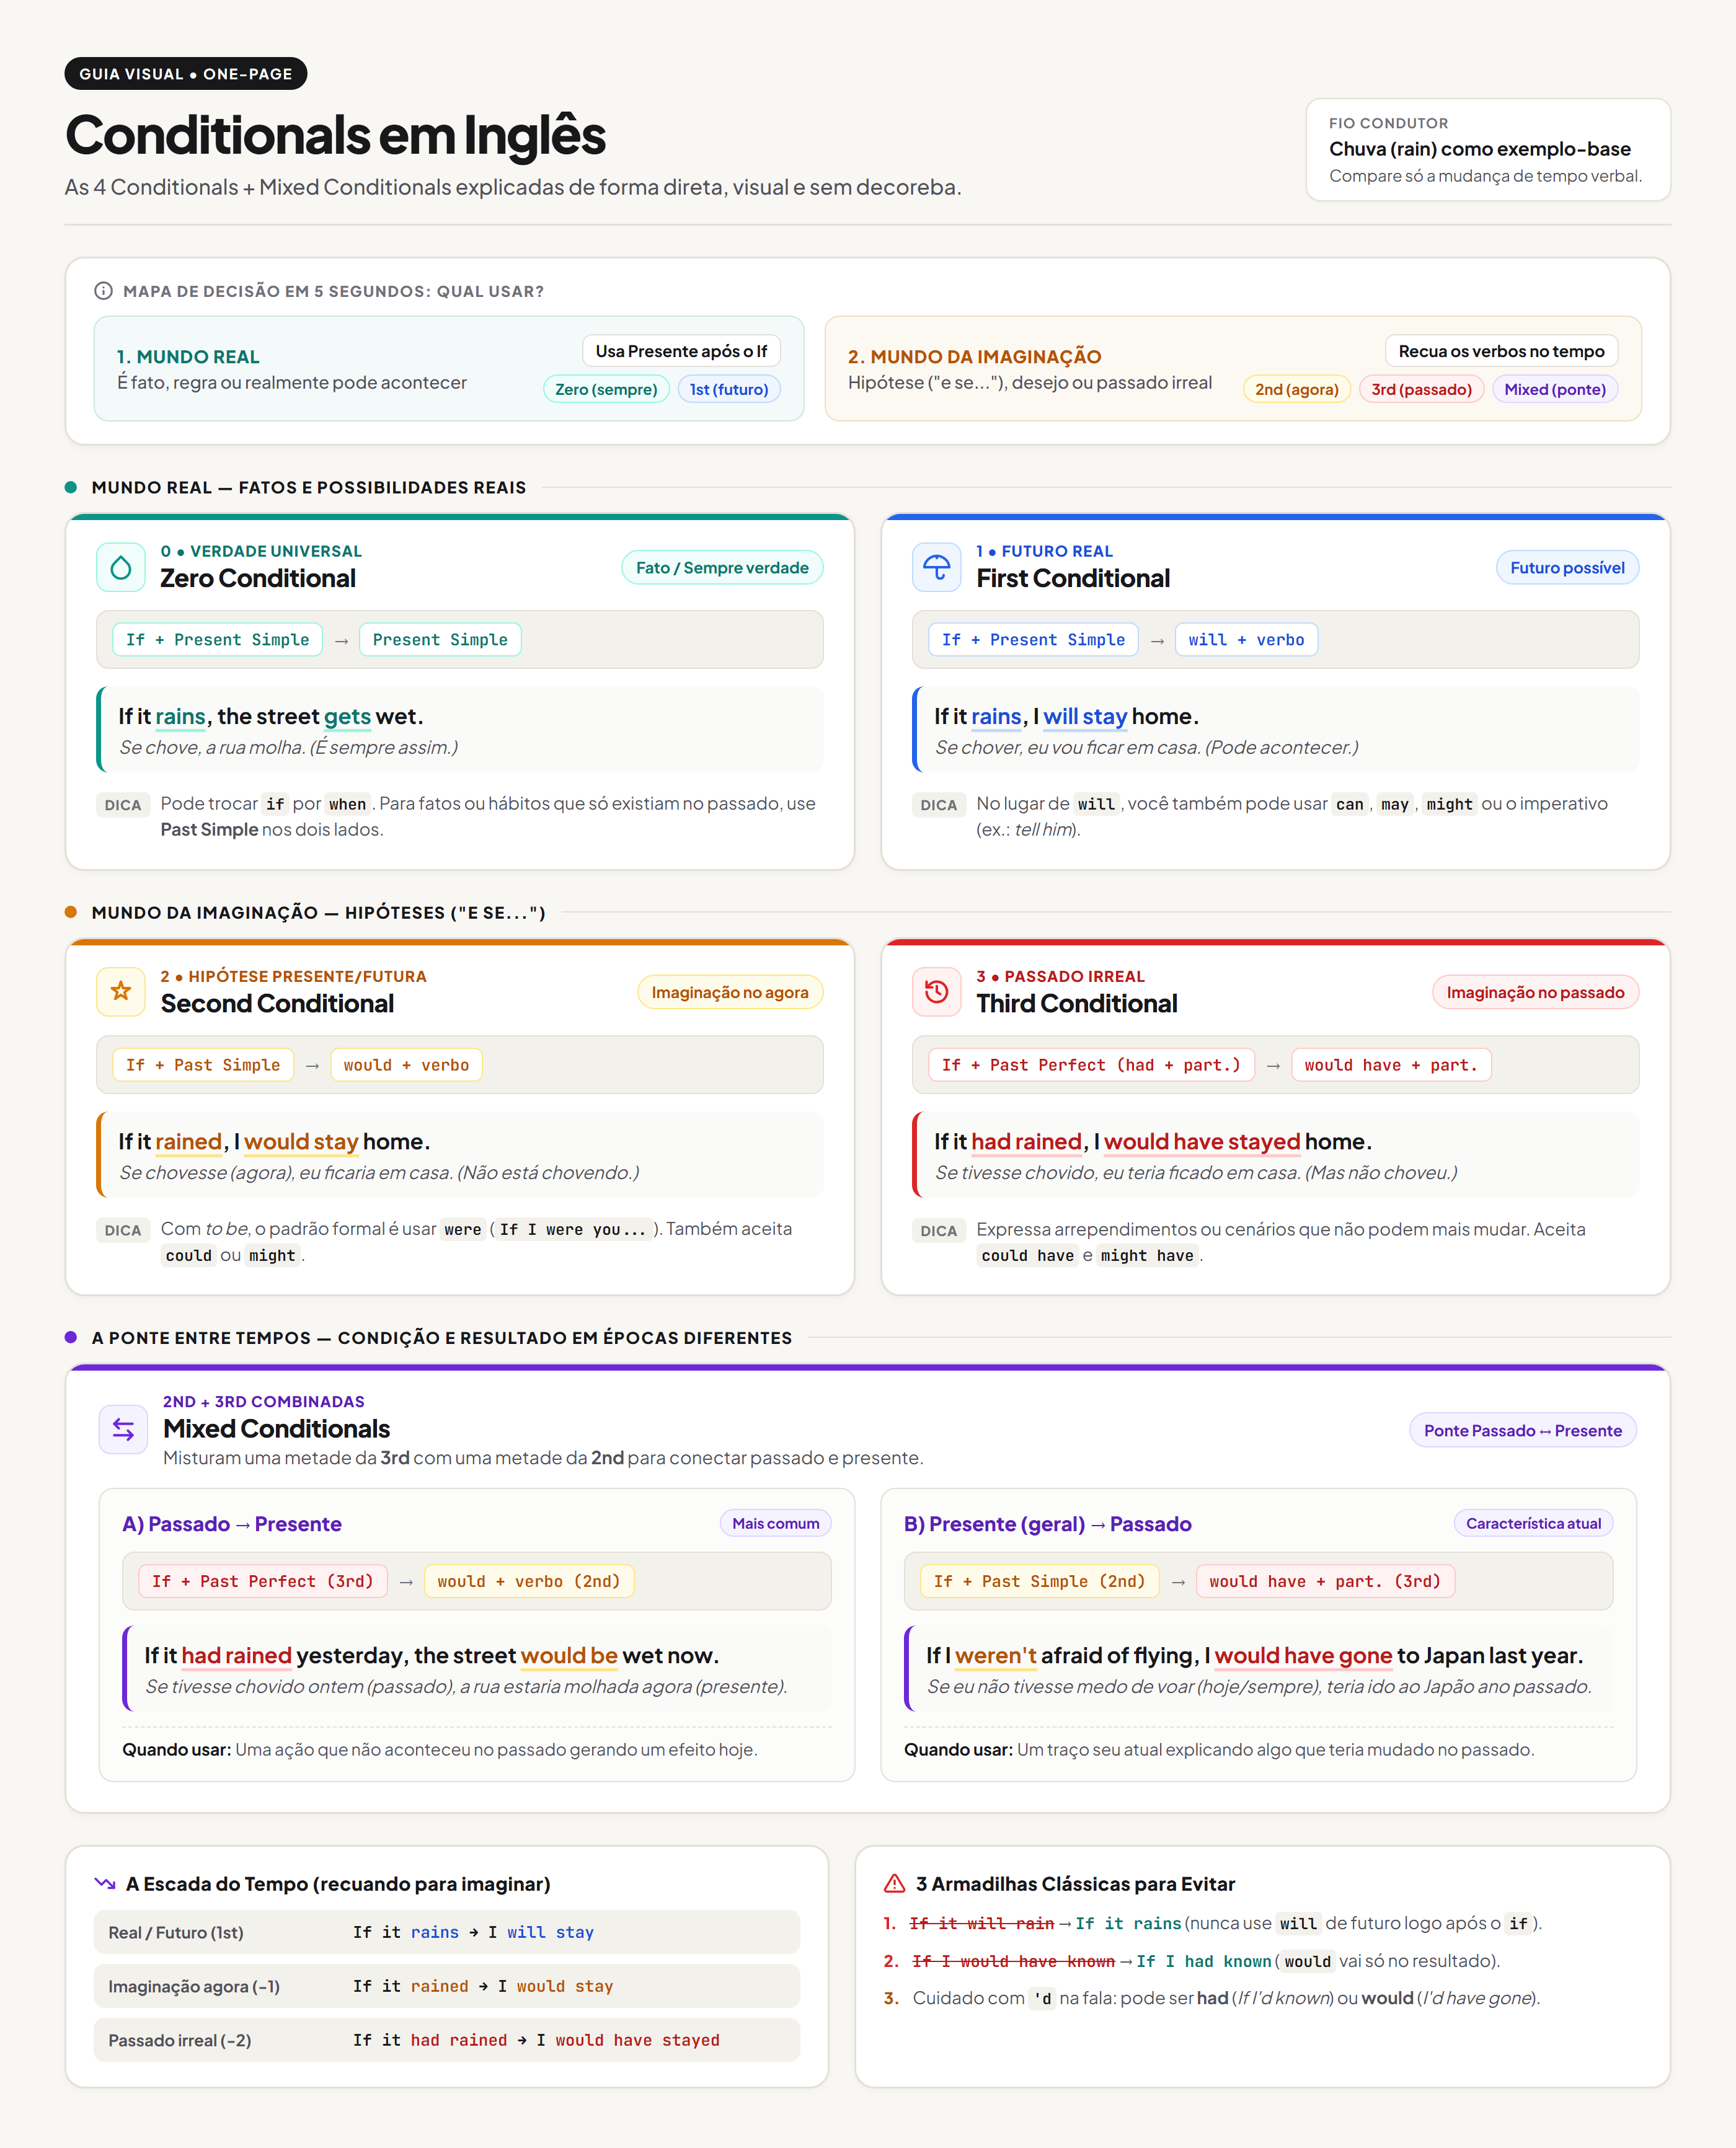 GUIA VISUAL ● ONE-PAGE
Conditionals em Inglês
As 4 Conditionals + Mixed Conditionals explicadas de forma direta, visual e sem decoreba.
FIO CONDUTOR
Chuva (rain) como exemplo-base
Compare só a mudança de tempo verbal.
MAPA DE DECISÃO EM 5 SEGUNDOS: QUAL USAR?
1. MUNDO REAL
É fato, regra ou realmente pode acontecer
Usa Presente após o If
Zero (sempre) 1st (futuro)
2. MUNDO DA IMAGINAÇÃO
Hipótese ("e se..."), desejo ou passado irreal
Recua os verbos no tempo
2nd (agora) 3rd (passado) Mixed (ponte)
MUNDO REAL — FATOS E POSSIBILIDADES REAIS
0 ● VERDADE UNIVERSAL
Zero Conditional
Fato / Sempre verdade
If + Present Simple → Present Simple
If it rains, the street gets wet.
Se chove, a rua molha. (É sempre assim.)
DICA Pode trocar if por when. Para fatos ou hábitos que só existiam no passado, use
Past Simple nos dois lados.
1 ● FUTURO REAL
First Conditional
Futuro possível
If + Present Simple → will + verbo
If it rains, I will stay home.
Se chover, eu vou ficar em casa. (Pode acontecer.)
DICA No lugar de will, você também pode usar can, may, might ou o imperativo
(ex.: tell him).
MUNDO DA IMAGINAÇÃO — HIPÓTESES ("E SE...")
2 ● HIPÓTESE PRESENTE/FUTURA
Second Conditional
Imaginação no agora
If + Past Simple → would + verbo
If it rained, I would stay home.
Se chovesse (agora), eu ficaria em casa. (Não está chovendo.)
DICA Com to be, o padrão formal é usar were (If I were you...). Também aceita
could ou might.
3 ● PASSADO IRREAL
Third Conditional
Imaginação no passado
If + Past Perfect (had + part.) → would have + part.
If it had rained, I would have stayed home.
Se tivesse chovido, eu teria ficado em casa. (Mas não choveu.)
DICA Expressa arrependimentos ou cenários que não podem mais mudar. Aceita
could have e might have.
A PONTE ENTRE TEMPOS — CONDIÇÃO E RESULTADO EM ÉPOCAS DIFERENTES
2ND + 3RD COMBINADAS
Mixed Conditionals
Misturam uma metade da 3rd com uma metade da 2nd para conectar passado e presente.
Ponte Passado ↔ Presente
A) Passado → Presente
Mais comum
If + Past Perfect (3rd) → would + verbo (2nd)
If it had rained yesterday, the street would be wet now.
Se tivesse chovido ontem (passado), a rua estaria molhada agora (presente).
Quando usar: Uma ação que não aconteceu no passado gerando um efeito hoje.
B) Presente (geral) → Passado
Característica atual
If + Past Simple (2nd) → would have + part. (3rd)
If I weren't afraid of flying, I would have gone to Japan last year.
Se eu não tivesse medo de voar (hoje/sempre), teria ido ao Japão ano passado.
Quando usar: Um traço seu atual explicando algo que teria mudado no passado.
A Escada do Tempo (recuando para imaginar)
Real / Futuro (1st) If it rains → I will stay
Imaginação agora (-1) If it rained → I would stay
Passado irreal (-2) If it had rained → I would have stayed
3 Armadilhas Clássicas para Evitar
1. If it will rain → If it rains (nunca use will de futuro logo após o if).
2. If I would have known → If I had known (would vai só no resultado).
3. Cuidado com 'd na fala: pode ser had (If I'd known) ou would (I'd have gone).